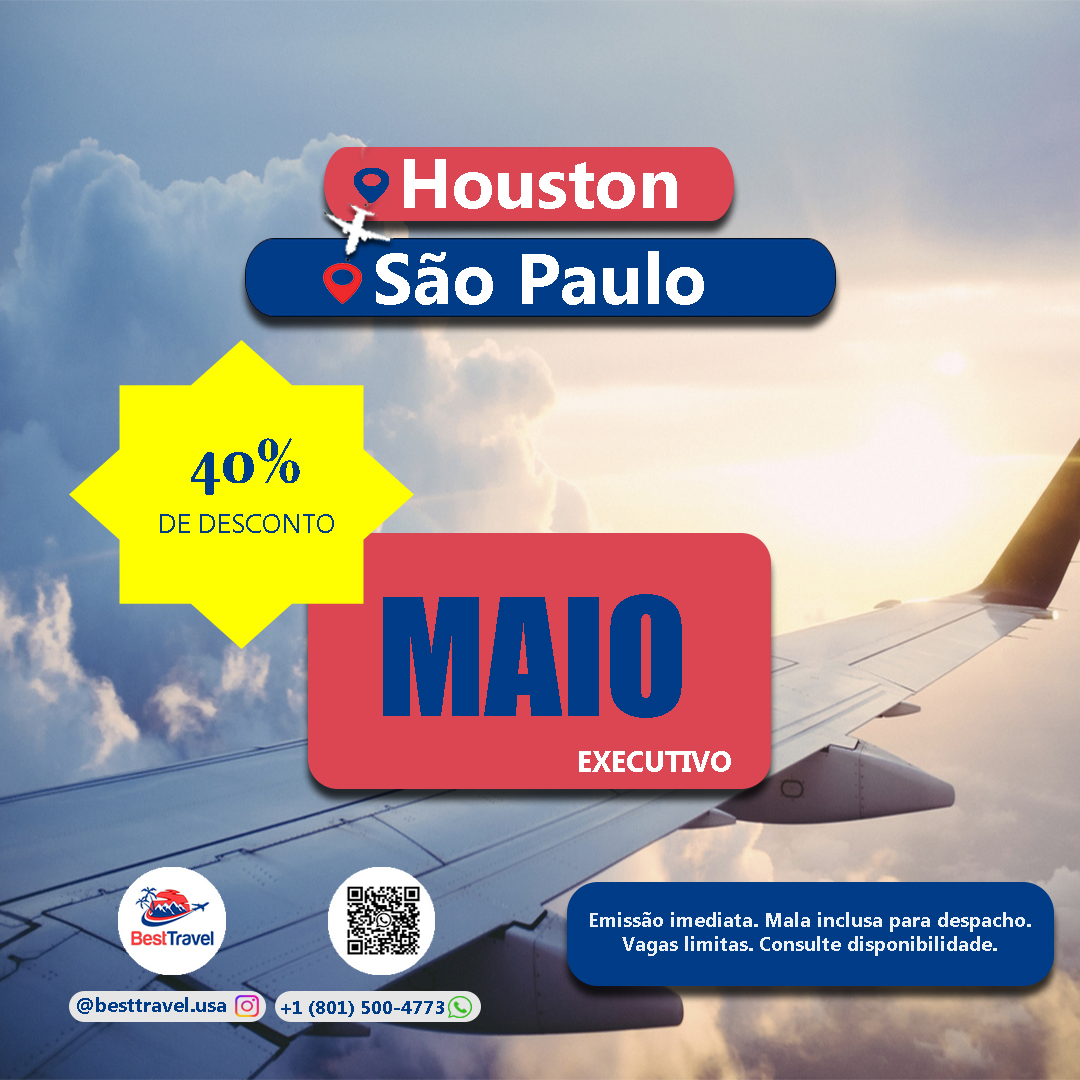 Houston
São Paulo
40%
DE DESCONTO
MAIO
EXECUTIVO
BestTravel
Emissão imediata. Mala inclusa para despacho.
Vagas limitas. Consulte disponibilidade.
@besttravel.usa
+1 (801) 500-4773